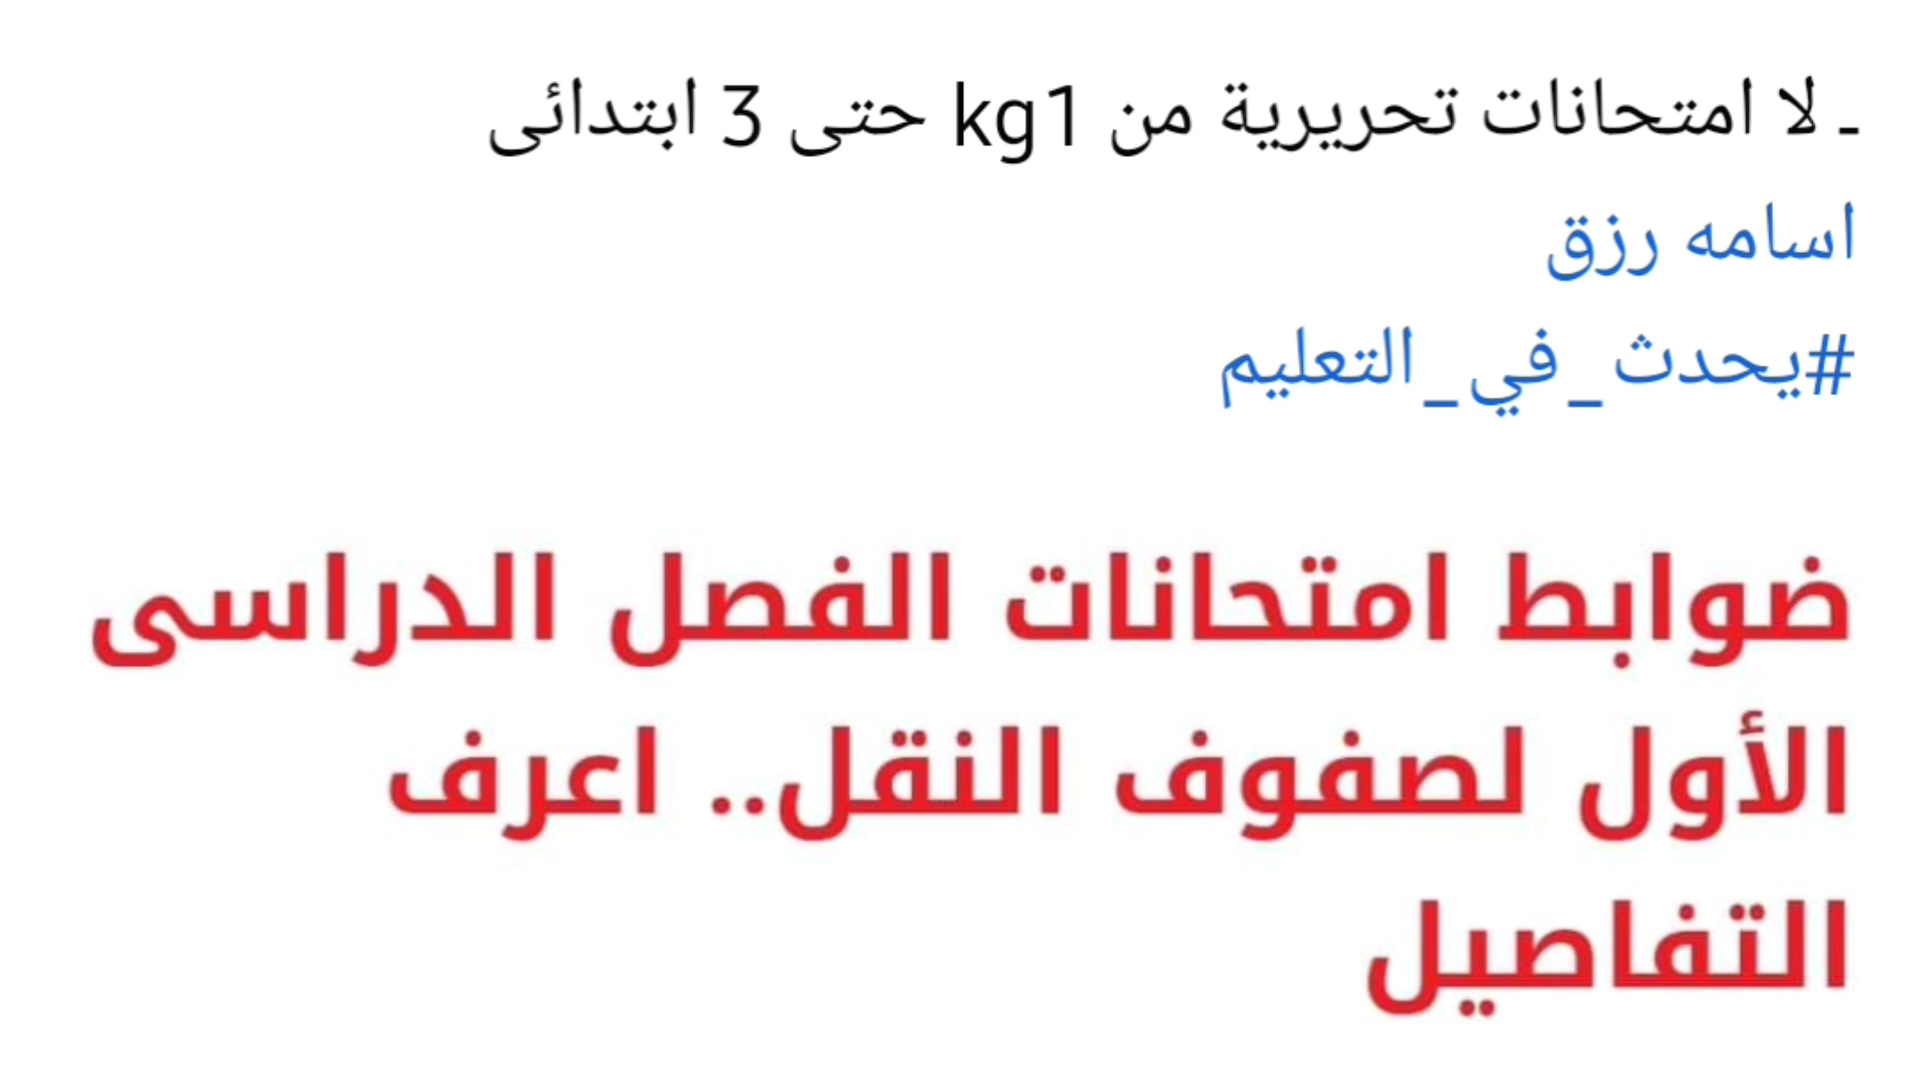 ـ لا امتحانات تحريرية من kg1 حتى 3 ابتدائى
اسامه رزق
#يحدث_في_التعليم
ضوابط امتحانات الفصل الدراسى
الأول لصفوف النقل.. اعرف
التفاصيل